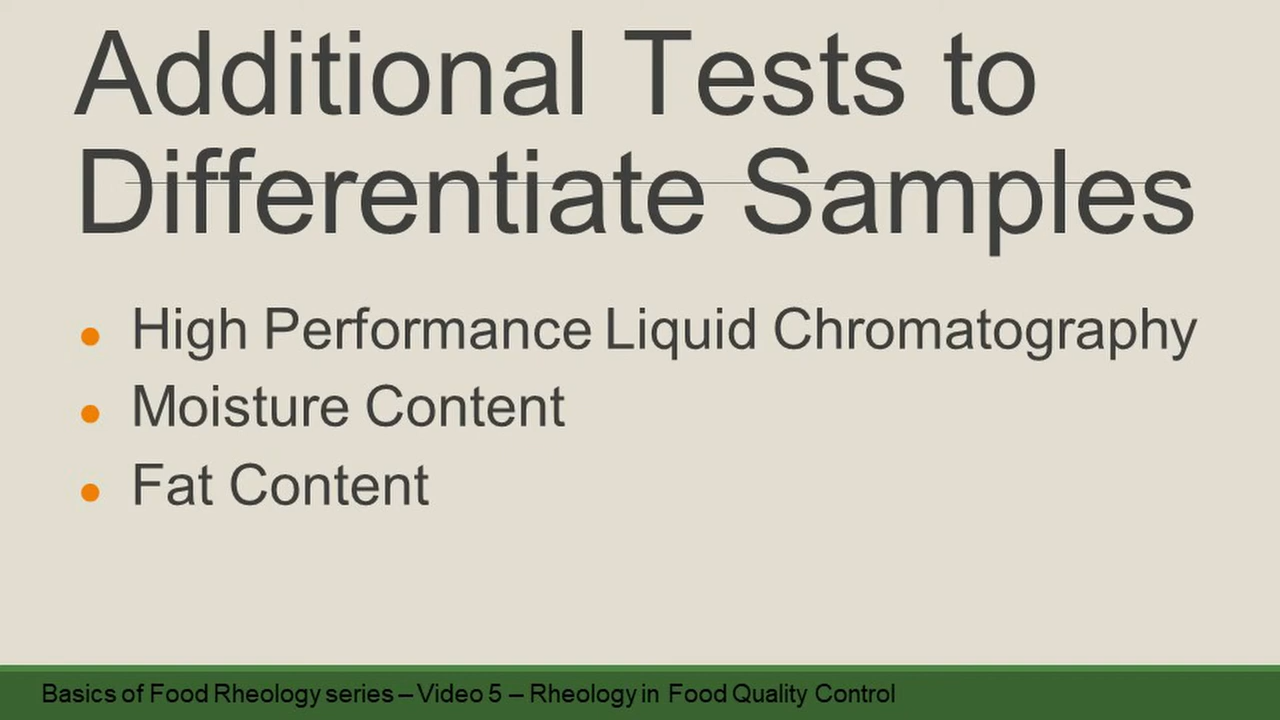 Additional Tests to
Differentiate Samples
High Performance Liquid Chromatography
Moisture Content
Fat Content
Basics of Food Rheology series – Video 5 – Rheology in Food Quality Control